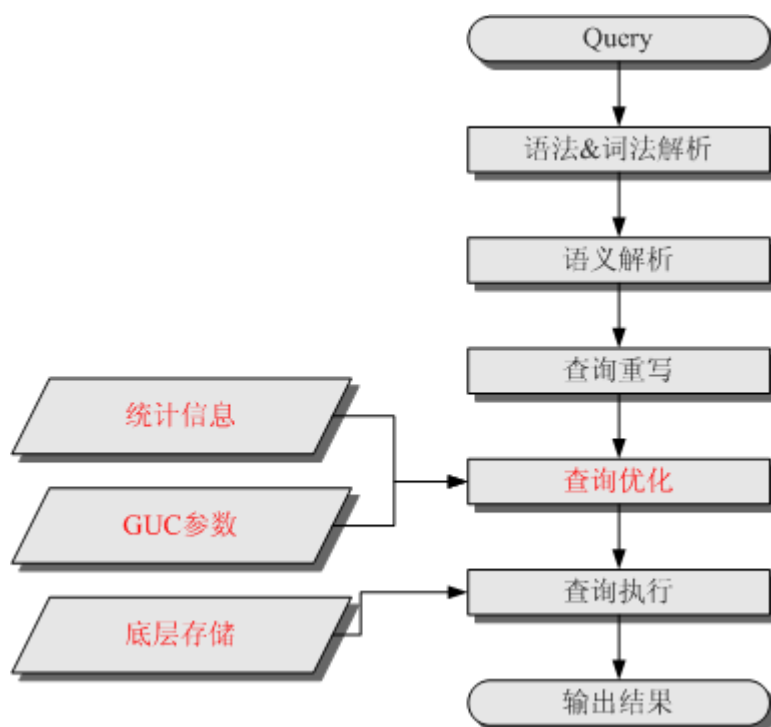 Query
语法&词法解析
语义解析
查询重写
统计信息
查询优化
GUC参数
查询执行
底层存储
输出结果